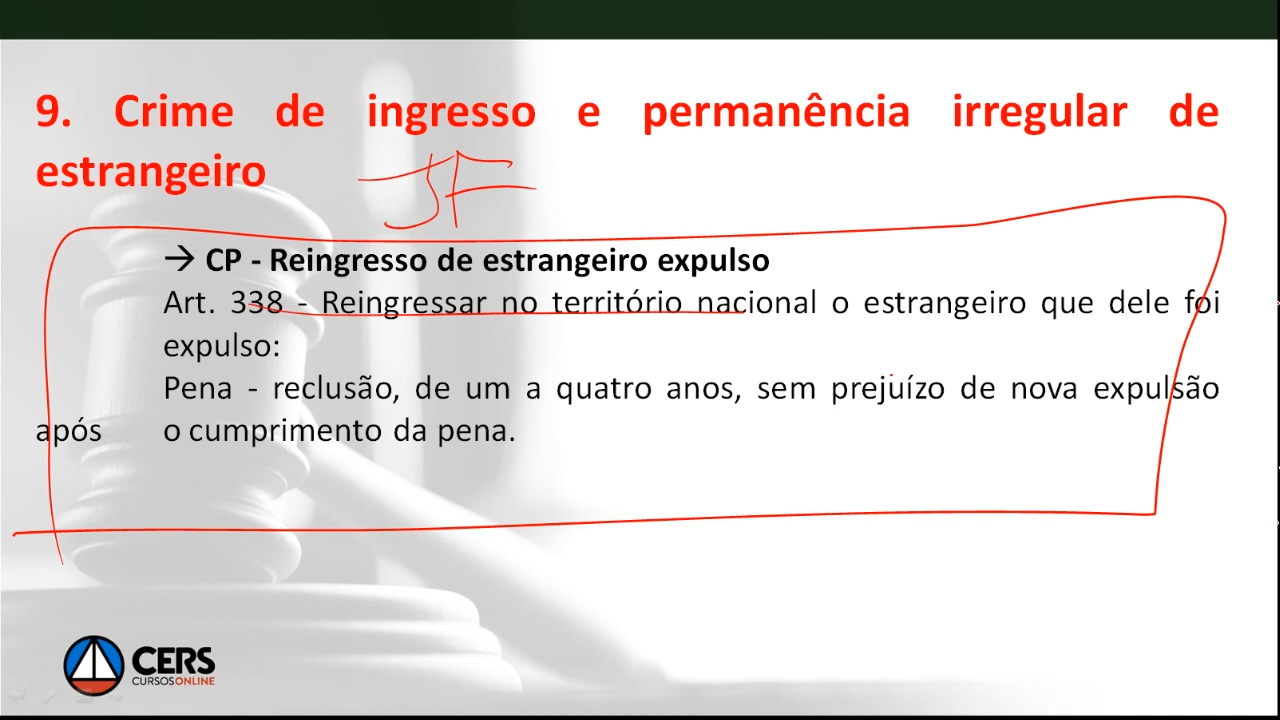 9. Crime de ingresso e permanência irregular de
estrangeiro
JF
→ CP - Reingresso de estrangeiro expulso
Art. 338 - Reingressar no território nacional o estrangeiro que dele foi
expulso:
Pena - reclusão, de um a quatro anos, sem prejuízo de nova expulsão
após o cumprimento da pena.
CERS
CURSOS ONLINE